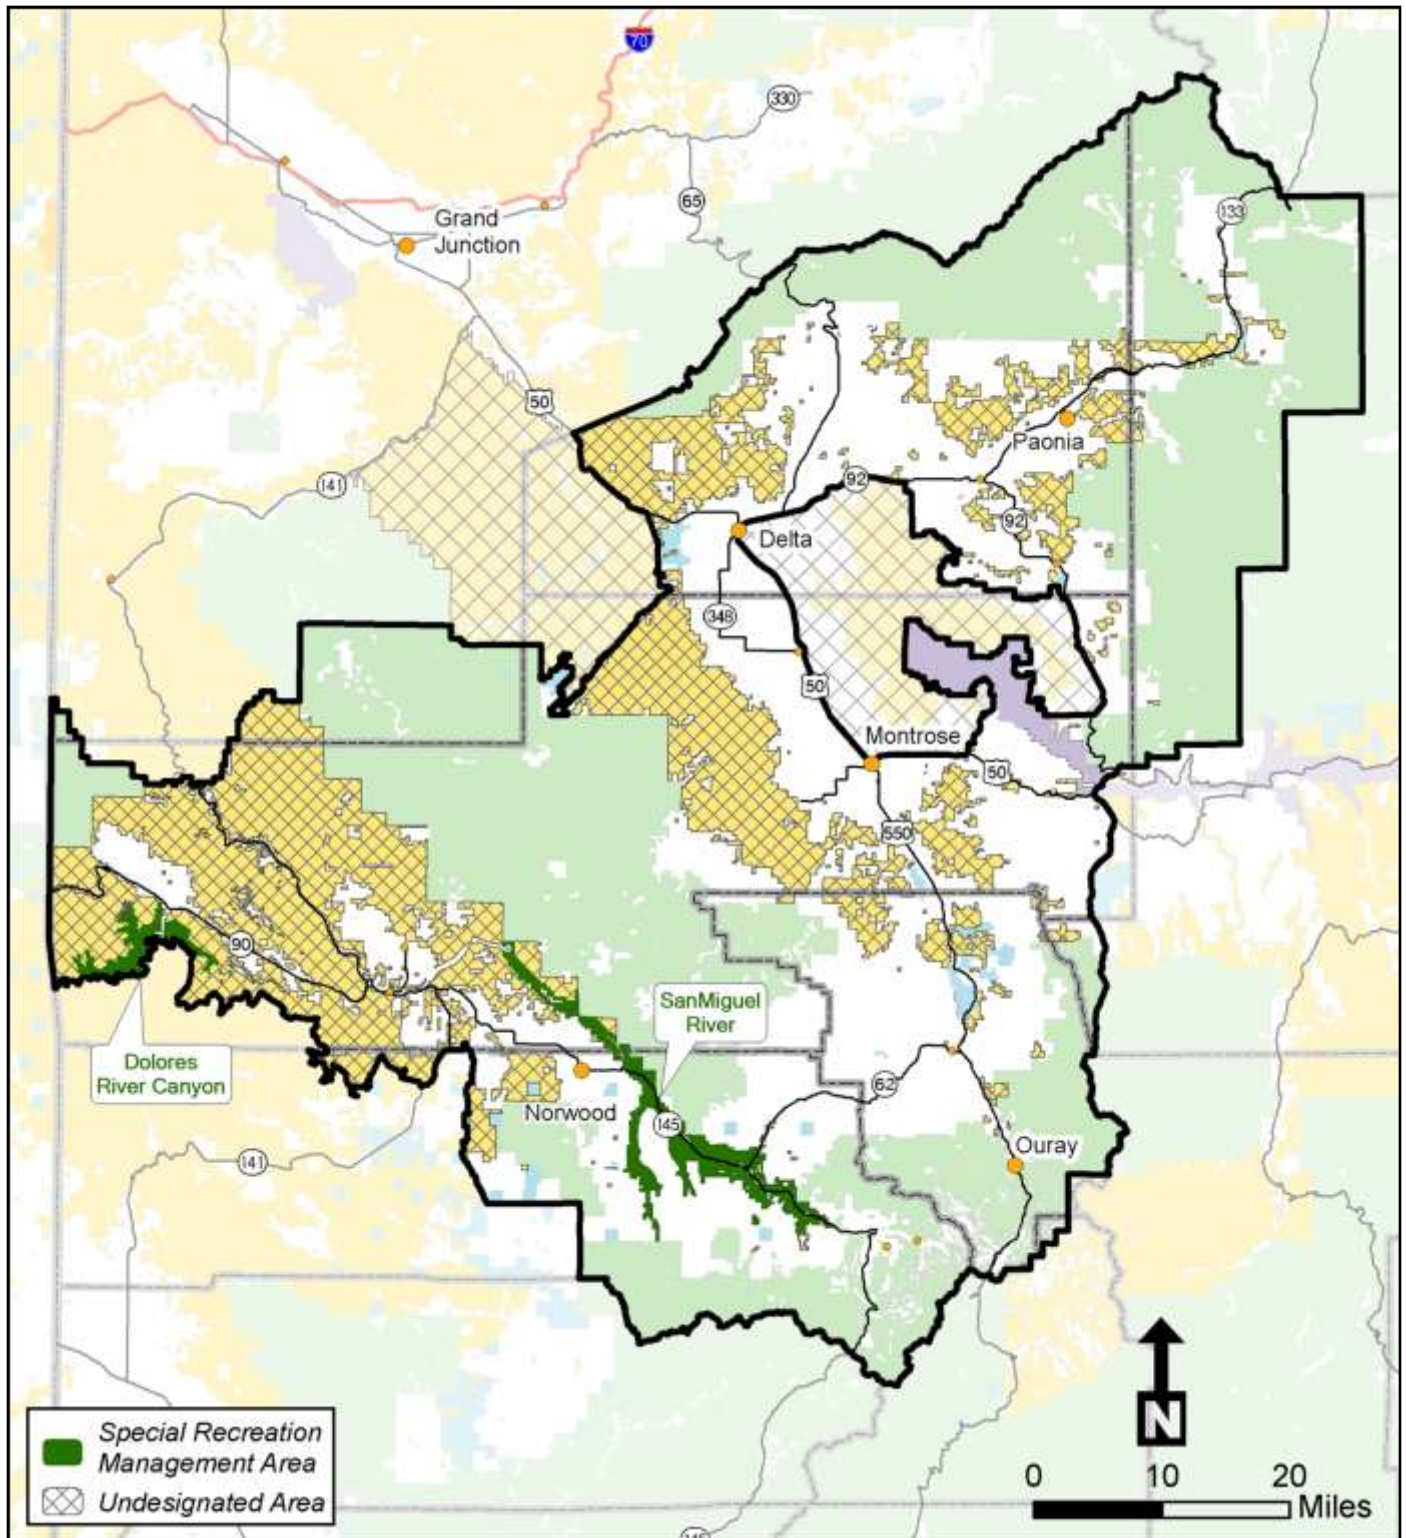 70
330
65
133
Grand
Junction
50
141
Paonia
92
92
Delta
348
50
Montrose
50
550
90
SanMiguel
River
Dolores
River Canyon
62
Norwood
145
141
Ouray
N
Special Recreation
Management Area
Undesignated Area
0 10 20
Miles